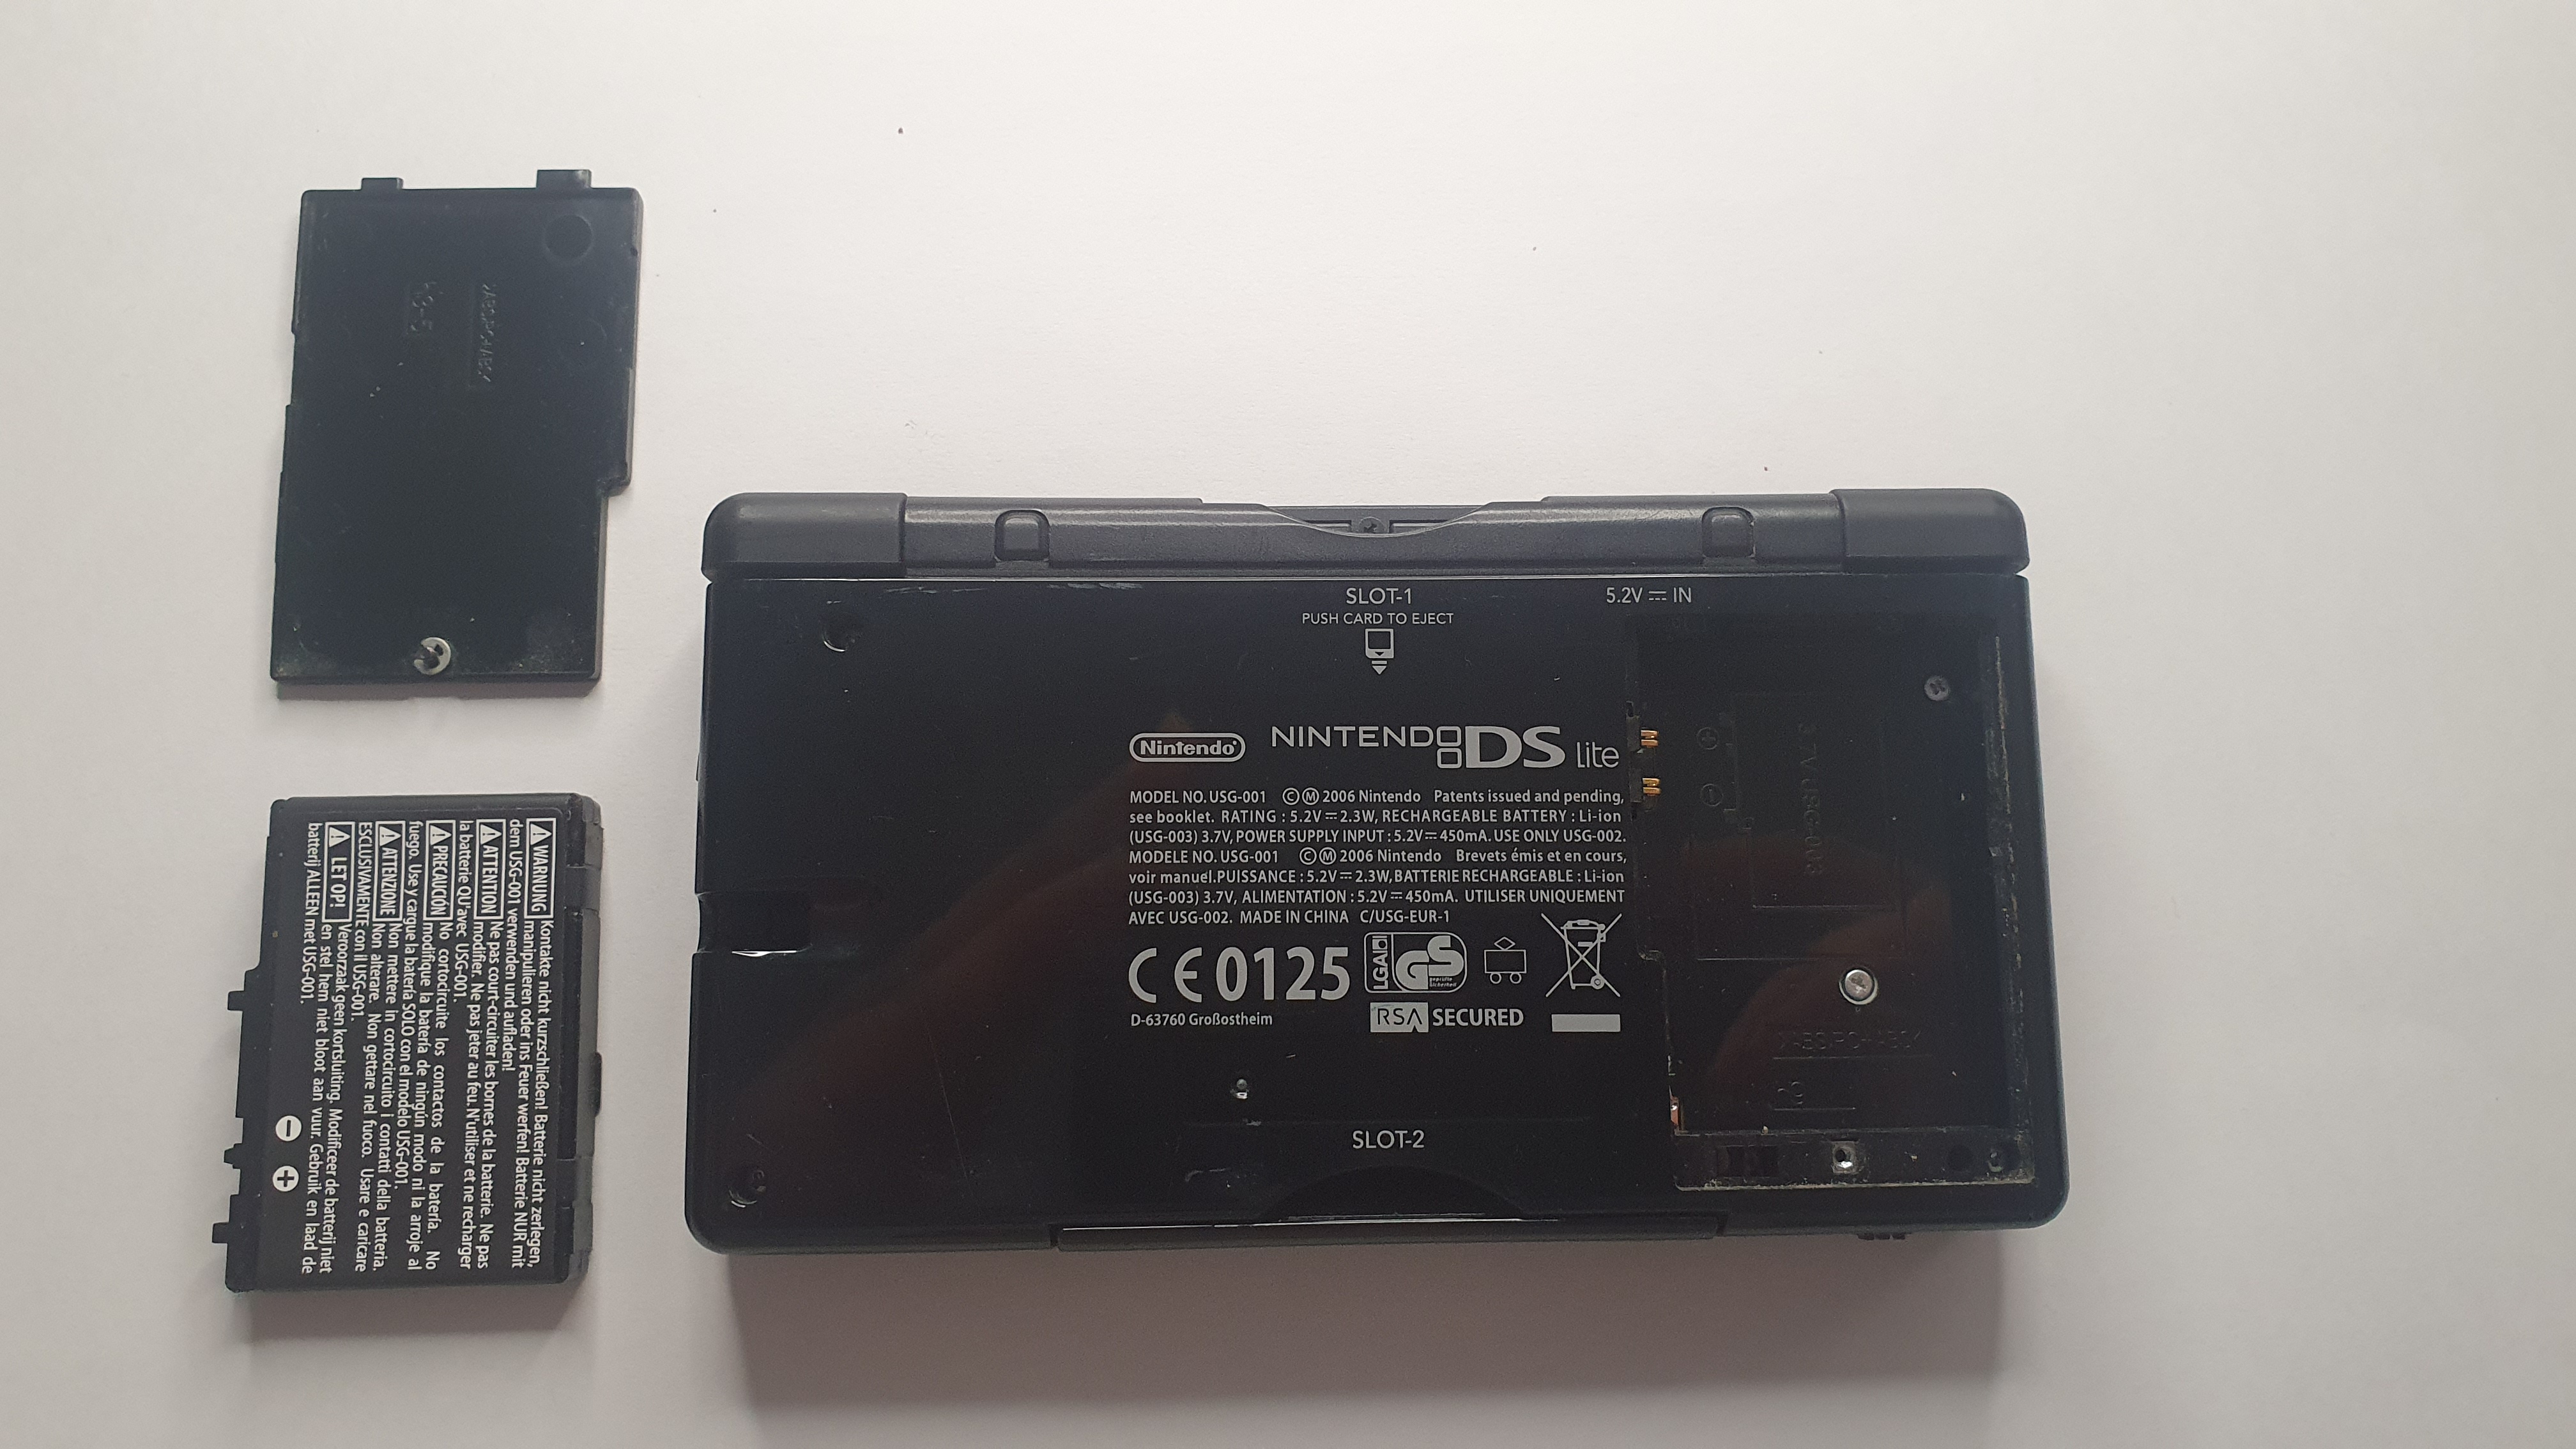 >ABS(PC+ABS)<
SLOT-1
PUSH CARD TO EJECT
5.2V ⎓ IN
Nintendo®
NINTENDO DS lite
MODEL NO. USG-001 ©Ⓜ 2006 Nintendo Patents issued and pending,
see booklet. RATING : 5.2V⎓2.3W, RECHARGEABLE BATTERY : Li-ion
(USG-003) 3.7V, POWER SUPPLY INPUT : 5.2V⎓450mA. USE ONLY USG-002.
MODELE NO. USG-001 ©Ⓜ 2006 Nintendo Brevets émis et en cours,
voir manuel.PUISSANCE : 5.2V⎓2.3W, BATTERIE RECHARGEABLE : Li-ion
(USG-003) 3.7V, ALIMENTATION : 5.2V⎓450mA. UTILISER UNIQUEMENT
AVEC USG-002. MADE IN CHINA C/USG-EUR-1
CE 0125
LGA
GS
geprüfte
Sicherheit
D-63760 Großostheim
RSA SECURED
SLOT-2
+
3.7V USG-003
−
⚠WARNUNG Kontakte nicht kurzschließen! Batterie nicht zerlegen,
manipulieren oder ins Feuer werfen! Batterie NUR mit
dem USG-001 verwenden und aufladen!
⚠ATTENTION Ne pas court-circuiter les bornes de la batterie. Ne pas
modifier. Ne pas jeter au feu. N'utiliser et ne recharger
la batterie QU'avec USG-001.
⚠PRECAUCIÓN No cortocircuite los contactos de la batería. No
modifique la batería de ningún modo ni la arroje al
fuego. Use y cargue la batería SOLO con el modelo USG-001.
⚠ATTENZIONE Non mettere in cortocircuito i contatti della batteria.
Non alterare. Non gettare nel fuoco. Usare e caricare
ESCLUSIVAMENTE con il USG-001.
⚠ LET OP! Veroorzaak geen kortsluiting. Modificeer de batterij niet
en stel hem niet bloot aan vuur. Gebruik en laad de
batterij ALLEEN met USG-001.
− +